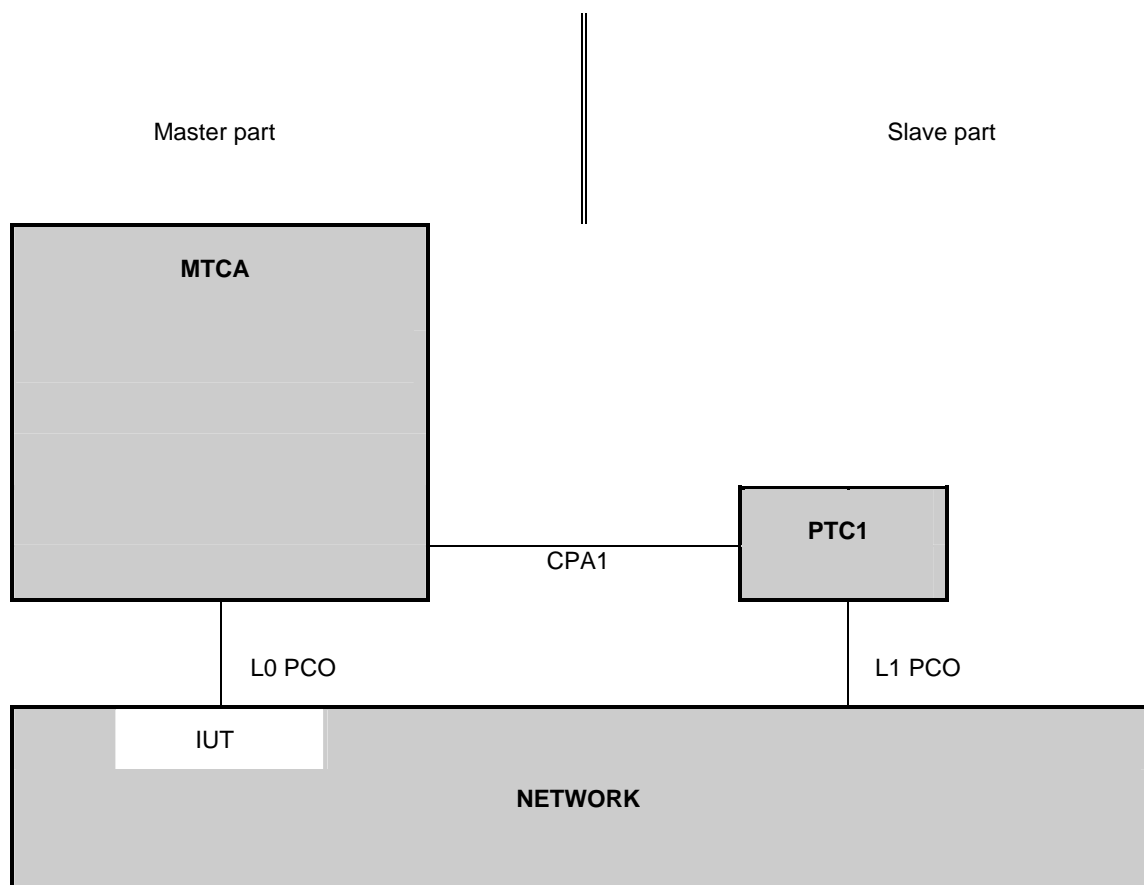 Master part
Slave part
MTCA
PTC1
CPA1
L0 PCO
L1 PCO
IUT
NETWORK